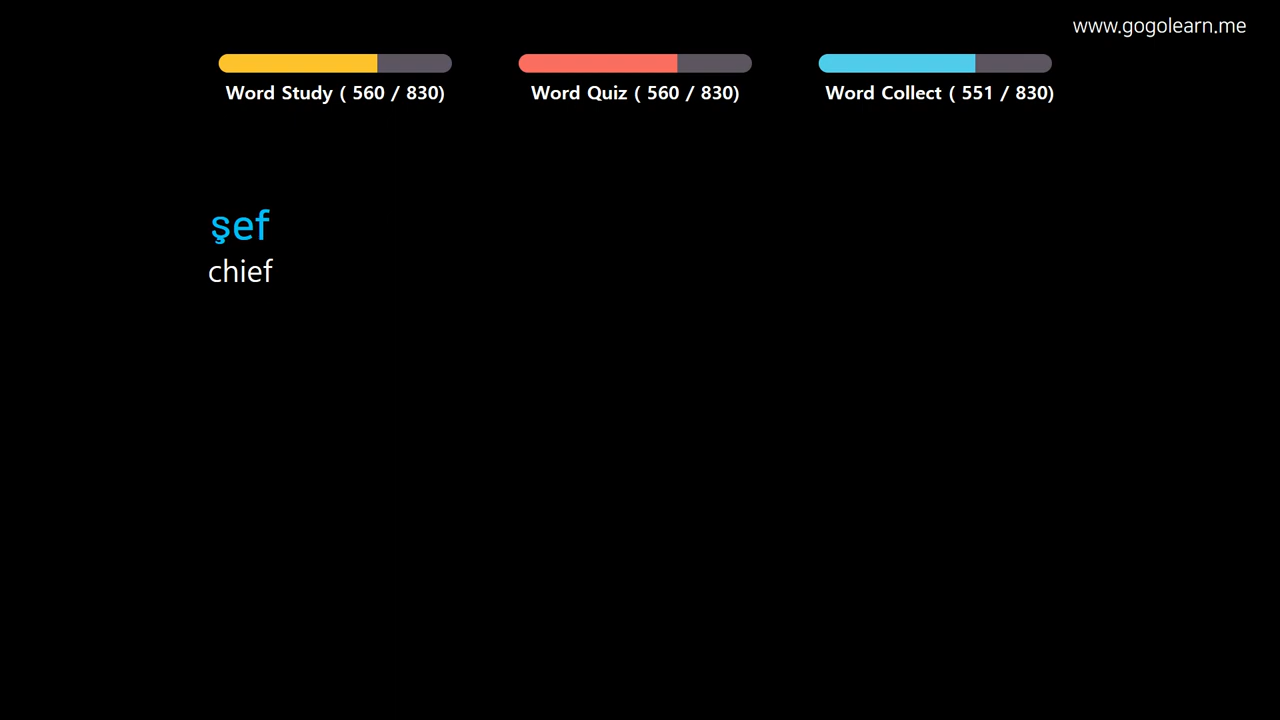 www.gogolearn.me
Word Study ( 560 / 830)
Word Quiz ( 560 / 830)
Word Collect ( 551 / 830)
şef
chief